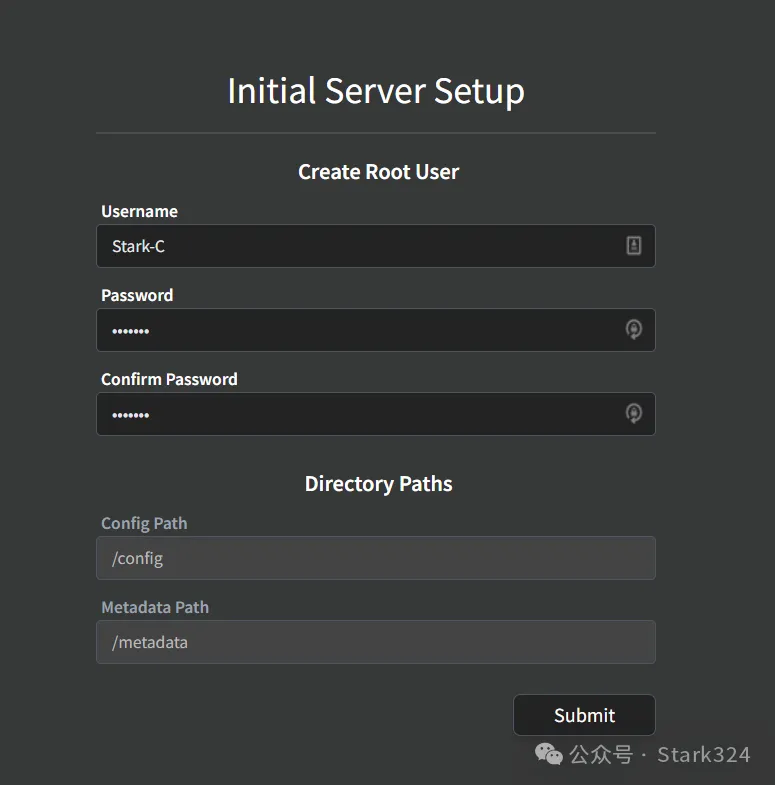 Initial Server Setup
Create Root User
Username
Stark-C
Password
•••••••
Confirm Password
•••••••
Directory Paths
Config Path
/config
Metadata Path
/metadata
Submit
公众号 · Stark324